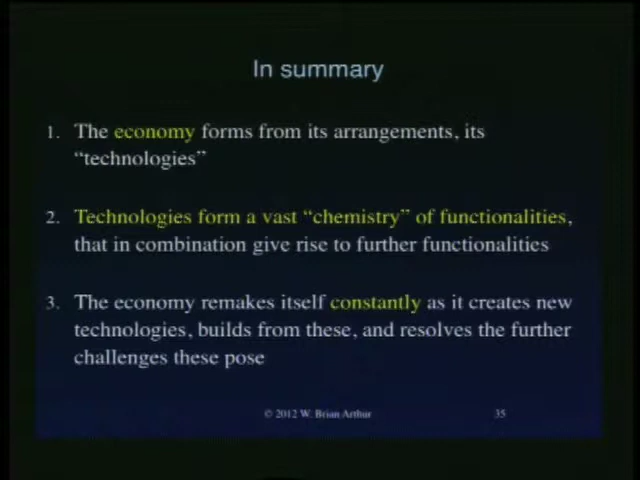 In summary
1. The economy forms from its arrangements, its
“technologies”
2. Technologies form a vast “chemistry” of functionalities,
that in combination give rise to further functionalities
3. The economy remakes itself constantly as it creates new
technologies, builds from these, and resolves the further
challenges these pose
© 2012 W. Brian Arthur 35